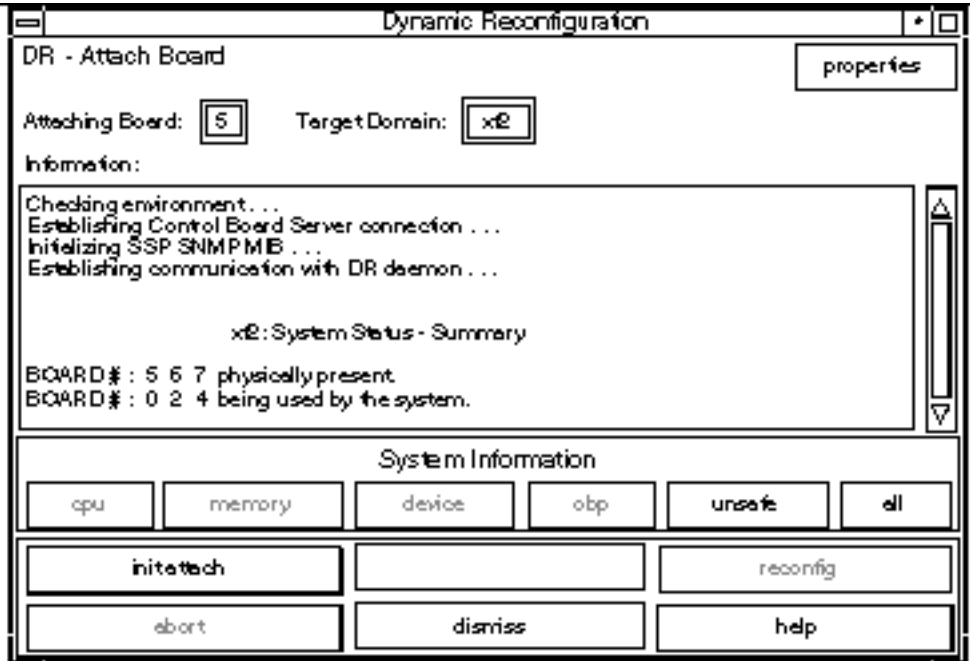 Dynamic Reconfiguration
DR - Attach Board
properties
Attaching Board: 5 Target Domain: xf2
Information:
Checking environment . . .
Establishing Control Board Server connection . . .
Initializing SSP SNMP MIB . . .
Establishing communication with DR daemon . . .
xf2: System Status - Summary
BOARD #: 5 6 7 physically present.
BOARD #: 0 2 4 being used by the system.
System Information
cpu memory device obp unsafe all
init attach reconfig
abort dismiss help